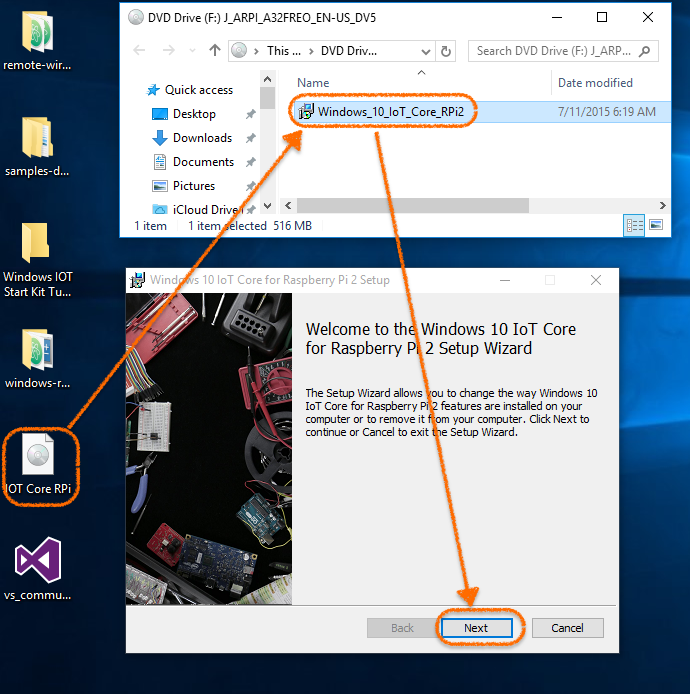 remote-wir...
samples-d...
Windows IOT
Start Kit Tu...
windows-r...
IOT Core RPi
vs_commu...
DVD Drive (F:) J_ARPI_A32FREO_EN-US_DV5
This ... > DVD Driv...
Search DVD Drive (F:) J_ARP...
Quick access
Desktop
Downloads
Documents
Pictures
iCloud Drive
Name
Date modified
Windows_10_IoT_Core_RPi2
7/11/2015 6:19 AM
1 item
1 item selected 516 MB
Windows 10 IoT Core for Raspberry Pi 2 Setup
Welcome to the Windows 10 IoT Core
for Raspberry Pi 2 Setup Wizard
The Setup Wizard allows you to change the way Windows 10
IoT Core for Raspberry Pi 2 features are installed on your
computer or to remove it from your computer. Click Next to
continue or Cancel to exit the Setup Wizard.
Back
Next
Cancel